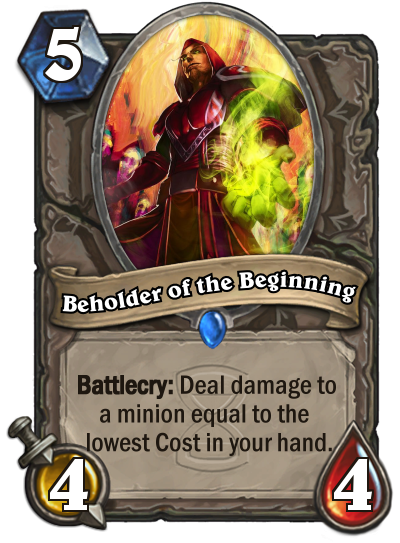 5
Beholder of the Beginning
Battlecry: Deal damage to
a minion equal to the
lowest Cost in your hand.
4 4